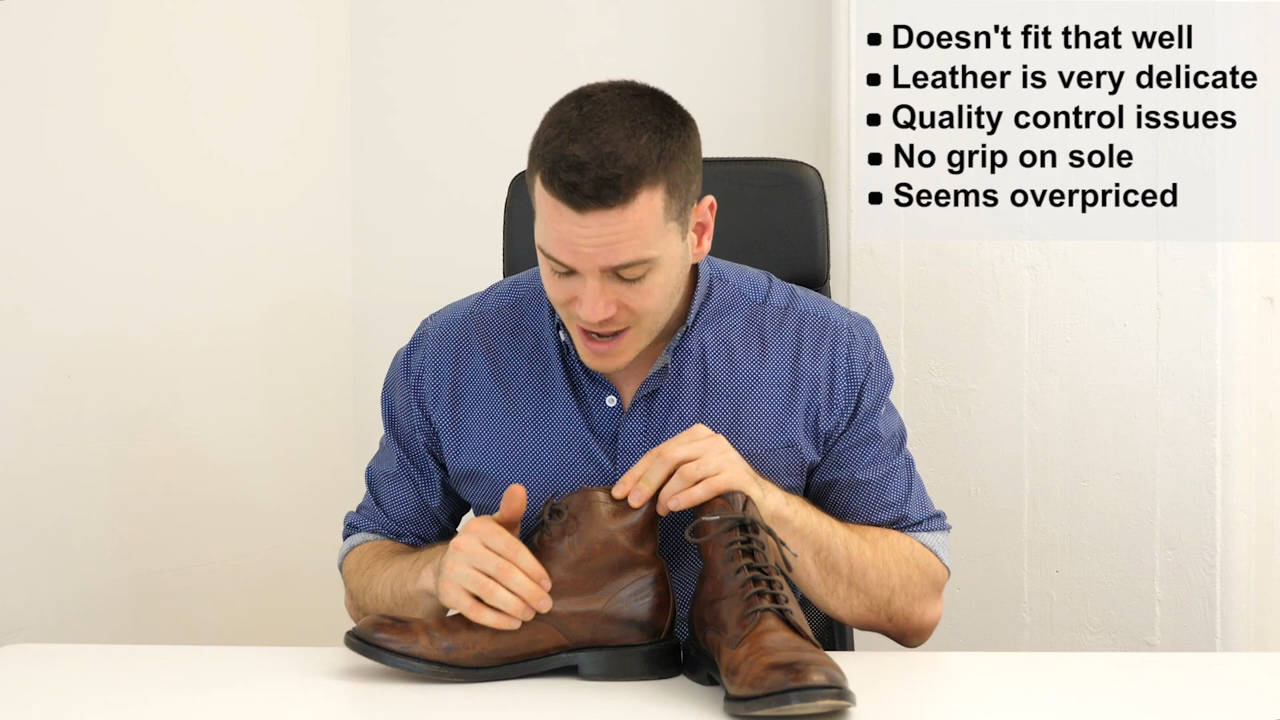 ▪ Doesn't fit that well
▪ Leather is very delicate
▪ Quality control issues
▪ No grip on sole
▪ Seems overpriced